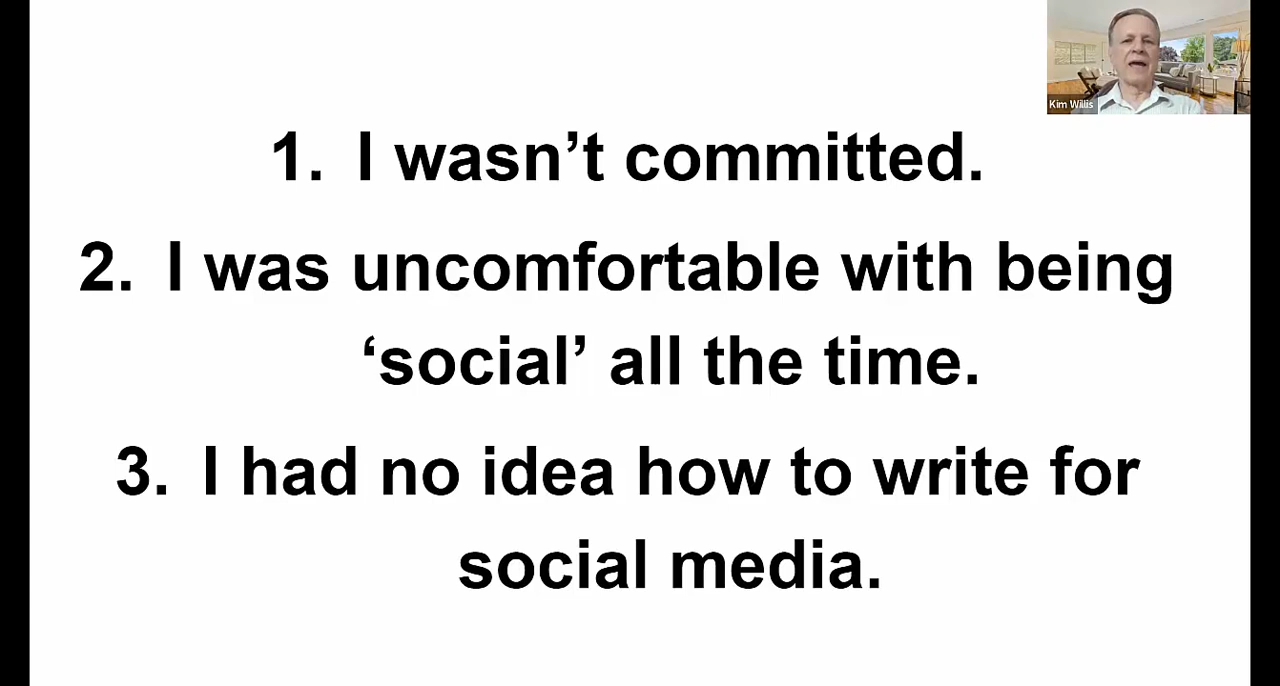 Kim Willis
1. I wasn’t committed.
2. I was uncomfortable with being
‘social’ all the time.
3. I had no idea how to write for
social media.